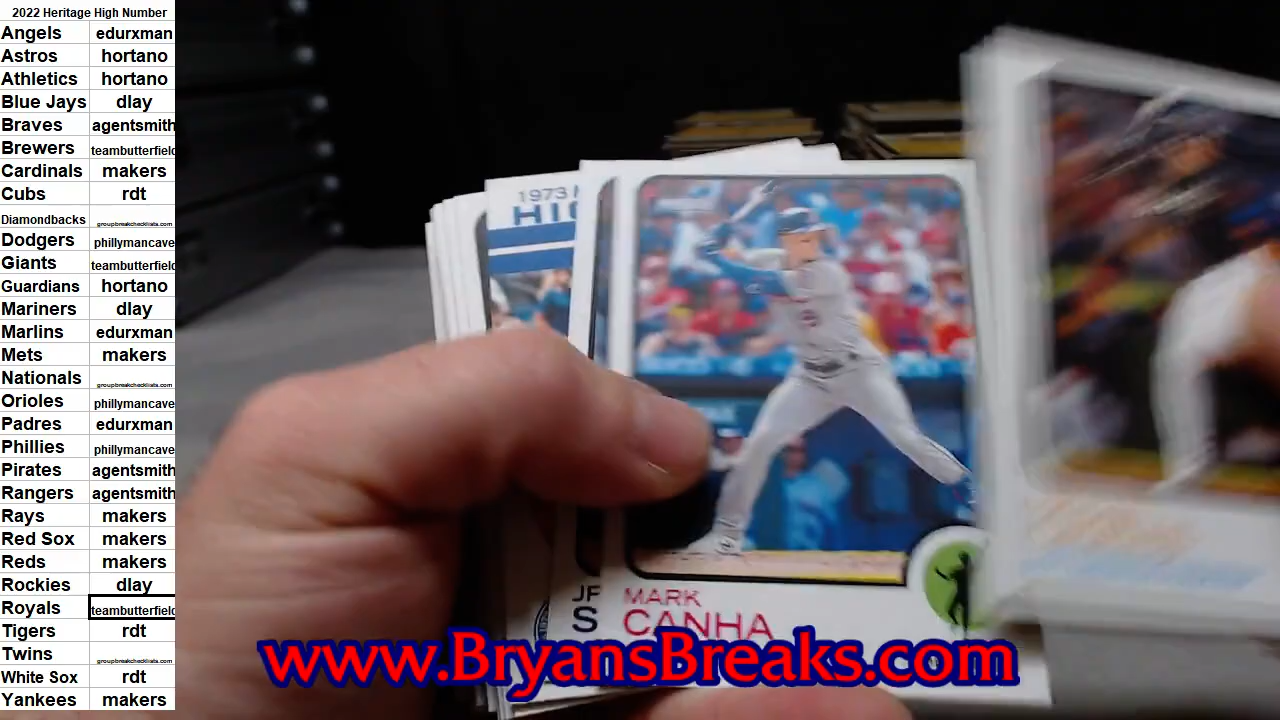 2022 Heritage High Number
Angels edurxman
Astros hortano
Athletics hortano
Blue Jays dlay
Braves agentsmith
Brewers teambutterfield
Cardinals makers
Cubs rdt
Diamondbacks groupbreakchecklists.com
Dodgers phillymancave
Giants teambutterfield
Guardians hortano
Mariners dlay
Marlins edurxman
Mets makers
Nationals groupbreakchecklists.com
Orioles phillymancave
Padres edurxman
Phillies phillymancave
Pirates agentsmith
Rangers agentsmith
Rays makers
Red Sox makers
Reds makers
Rockies dlay
Royals teambutterfield
Tigers rdt
Twins groupbreakchecklists.com
White Sox rdt
Yankees makers
1973
HIG
JF
S
MARK
CANHA
www.BryansBreaks.com